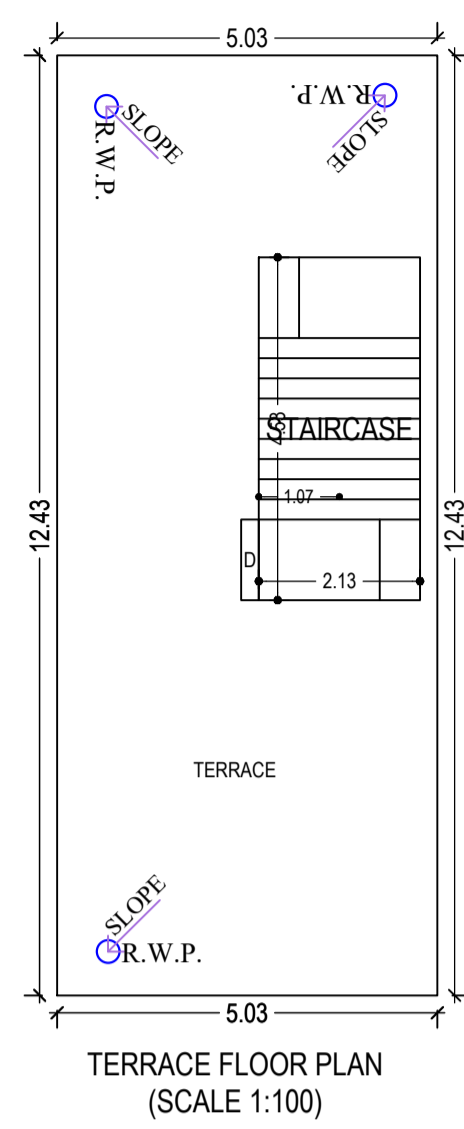 5.03
R.W.P.
SLOPE
R.W.P.
SLOPE
12.43
12.43
STAIRCASE
1.07
D
2.13
TERRACE
SLOPE
R.W.P.
5.03
TERRACE FLOOR PLAN
(SCALE 1:100)